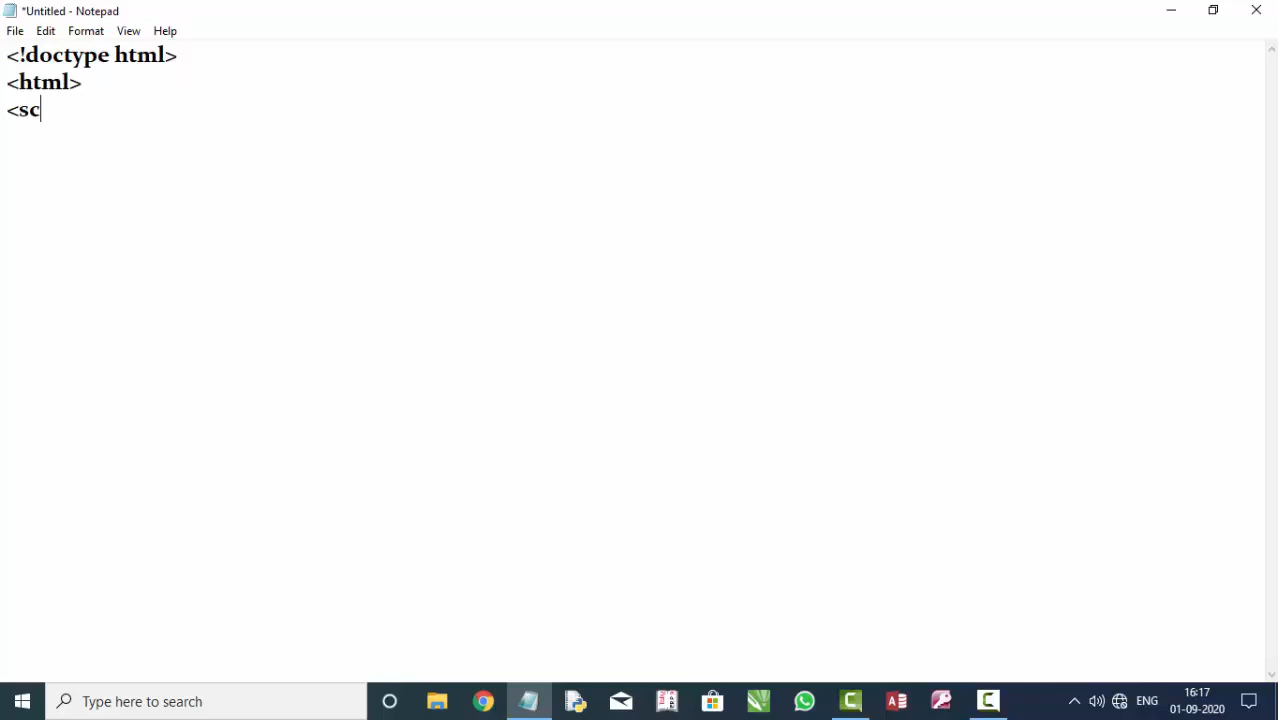 *Untitled - Notepad
File Edit Format View Help
<!doctype html>
<html>
<sc
Type here to search
ENG
16:17
01-09-2020